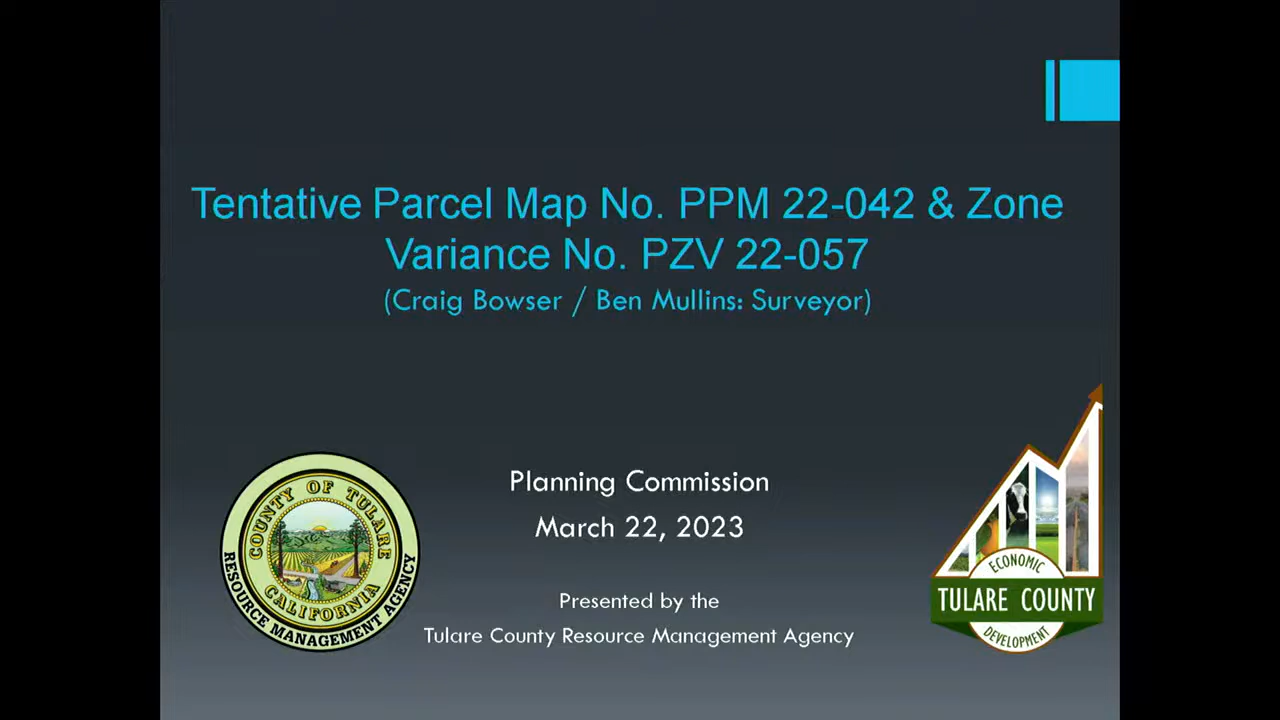 Tentative Parcel Map No. PPM 22-042 & Zone
Variance No. PZV 22-057
(Craig Bowser / Ben Mullins: Surveyor)
Planning Commission
March 22, 2023
Presented by the
Tulare County Resource Management Agency
COUNTY OF TULARE
CALIFORNIA
RESOURCE MANAGEMENT AGENCY
ECONOMIC
TULARE COUNTY
DEVELOPMENT